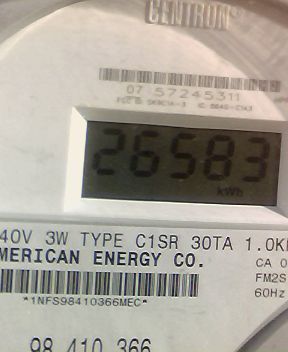 CENTRON®
07 57245311
26583
kWh
40V 3W TYPE C1SR 30TA 1.0K
MERICAN ENERGY CO.
CA 0
FM2S
60Hz
*1NFS98410366MEC*
98 410 366